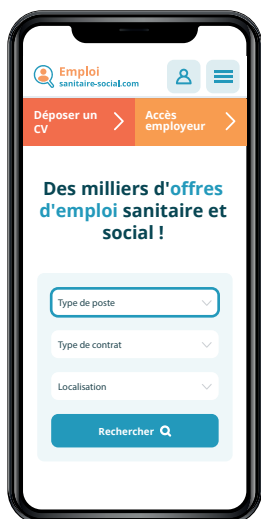 Emploi
sanitaire-social.com
Déposer un
CV
Accès
employeur
Des milliers d'offres
d'emploi sanitaire et
social !
Type de poste
Type de contrat
Localisation
Rechercher